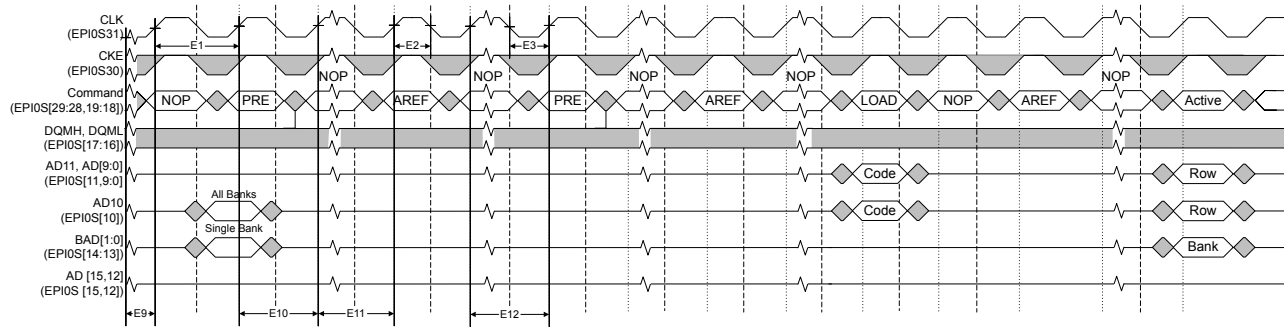 CLK
(EPI0S31)
E1
E2
E3
CKE
(EPI0S30)
NOP
NOP
NOP
NOP
NOP
Command
(EPI0S[29:28,19:18])
NOP
PRE
AREF
PRE
AREF
LOAD
NOP
AREF
Active
DQMH, DQML
(EPI0S[17:16])
AD11, AD[9:0]
(EPI0S[11,9:0])
Code
Row
All Banks
AD10
(EPI0S[10])
Code
Row
Single Bank
BAD[1:0]
(EPI0S[14:13])
Bank
AD [15,12]
(EPI0S [15,12])
E9
E10
E11
E12